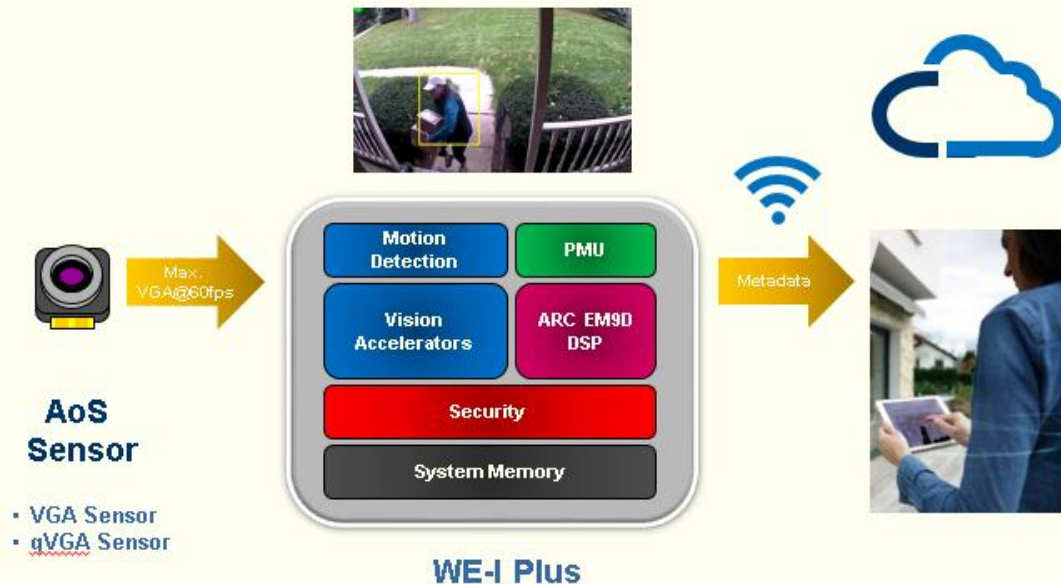 Max.
VGA@60fps
AoS
Sensor
• VGA Sensor
• qVGA Sensor
Motion
Detection
PMU
Vision
Accelerators
ARC EM9D
DSP
Security
System Memory
WE-I Plus
Metadata